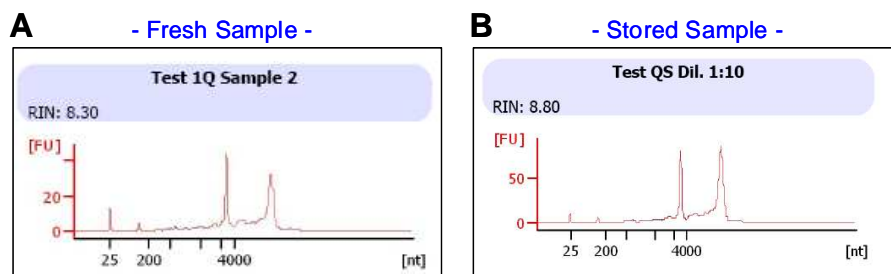 A
- Fresh Sample -
Test 1Q Sample 2
RIN: 8.30
[FU]
20
0
25 200 4000 [nt]
B
- Stored Sample -
Test QS Dil. 1:10
RIN: 8.80
[FU]
50
0
25 200 4000 [nt]